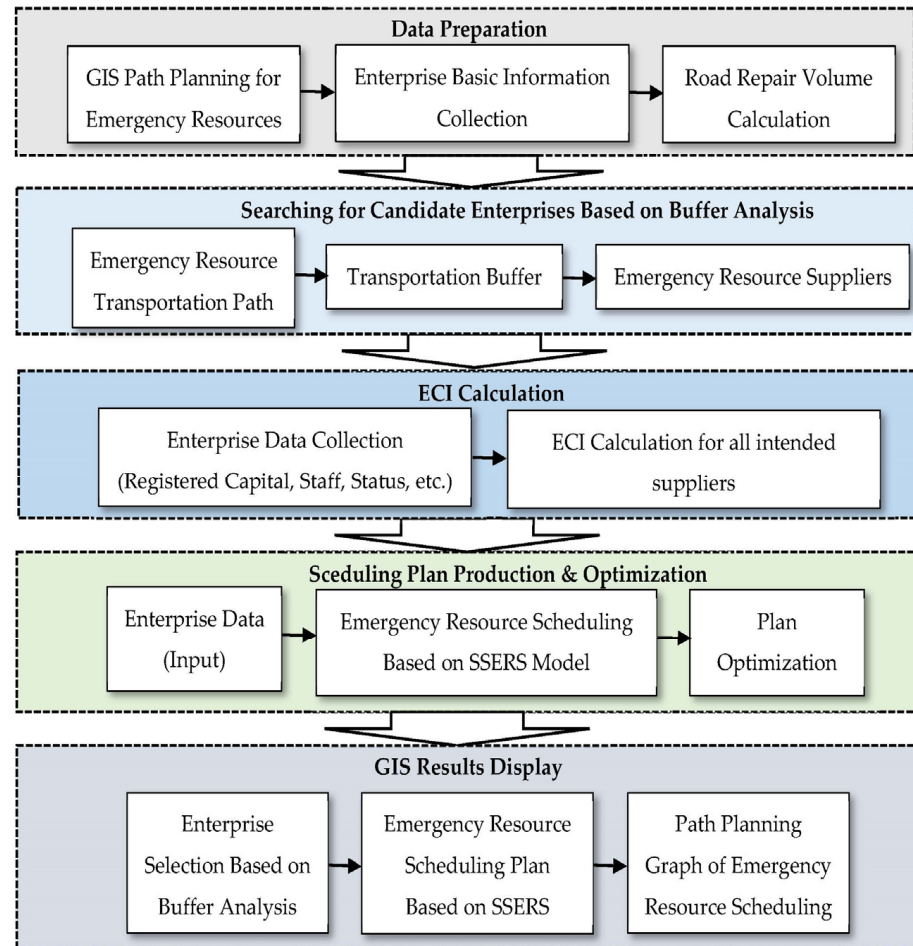 Data Preparation
GIS Path Planning for
Emergency Resources
Enterprise Basic Information
Collection
Road Repair Volume
Calculation
Searching for Candidate Enterprises Based on Buffer Analysis
Emergency Resource
Transportation Path
Transportation Buffer
Emergency Resource Suppliers
ECI Calculation
Enterprise Data Collection
(Registered Capital, Staff, Status, etc.)
ECI Calculation for all intended
suppliers
Sceduling Plan Production & Optimization
Enterprise Data
(Input)
Emergency Resource Scheduling
Based on SSERS Model
Plan
Optimization
GIS Results Display
Enterprise
Selection Based on
Buffer Analysis
Emergency Resource
Scheduling Plan
Based on SSERS
Path Planning
Graph of Emergency
Resource Scheduling